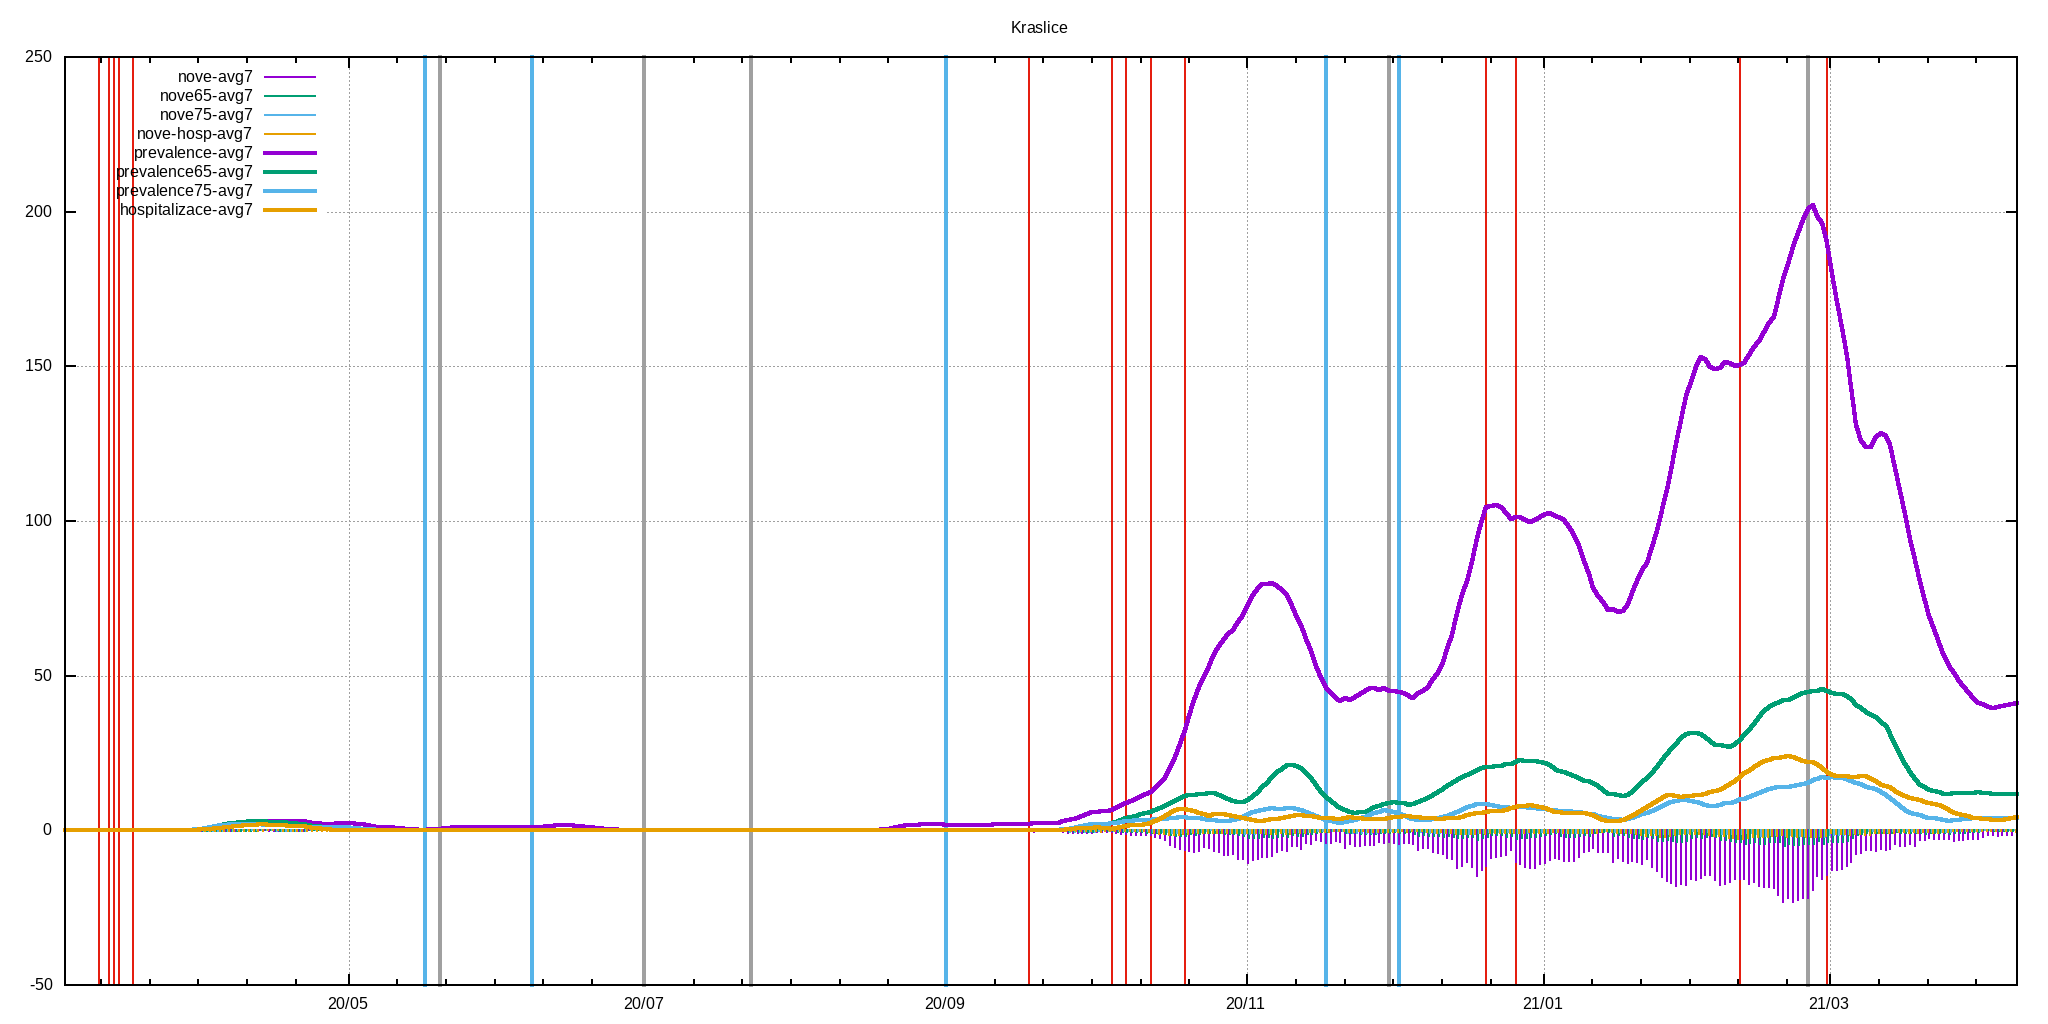 Kraslice
250
200
150
100
50
0
-50
nove-avg7
nove65-avg7
nove75-avg7
nove-hosp-avg7
prevalence-avg7
prevalence65-avg7
prevalence75-avg7
hospitalizace-avg7
20/05
20/07
20/09
20/11
21/01
21/03